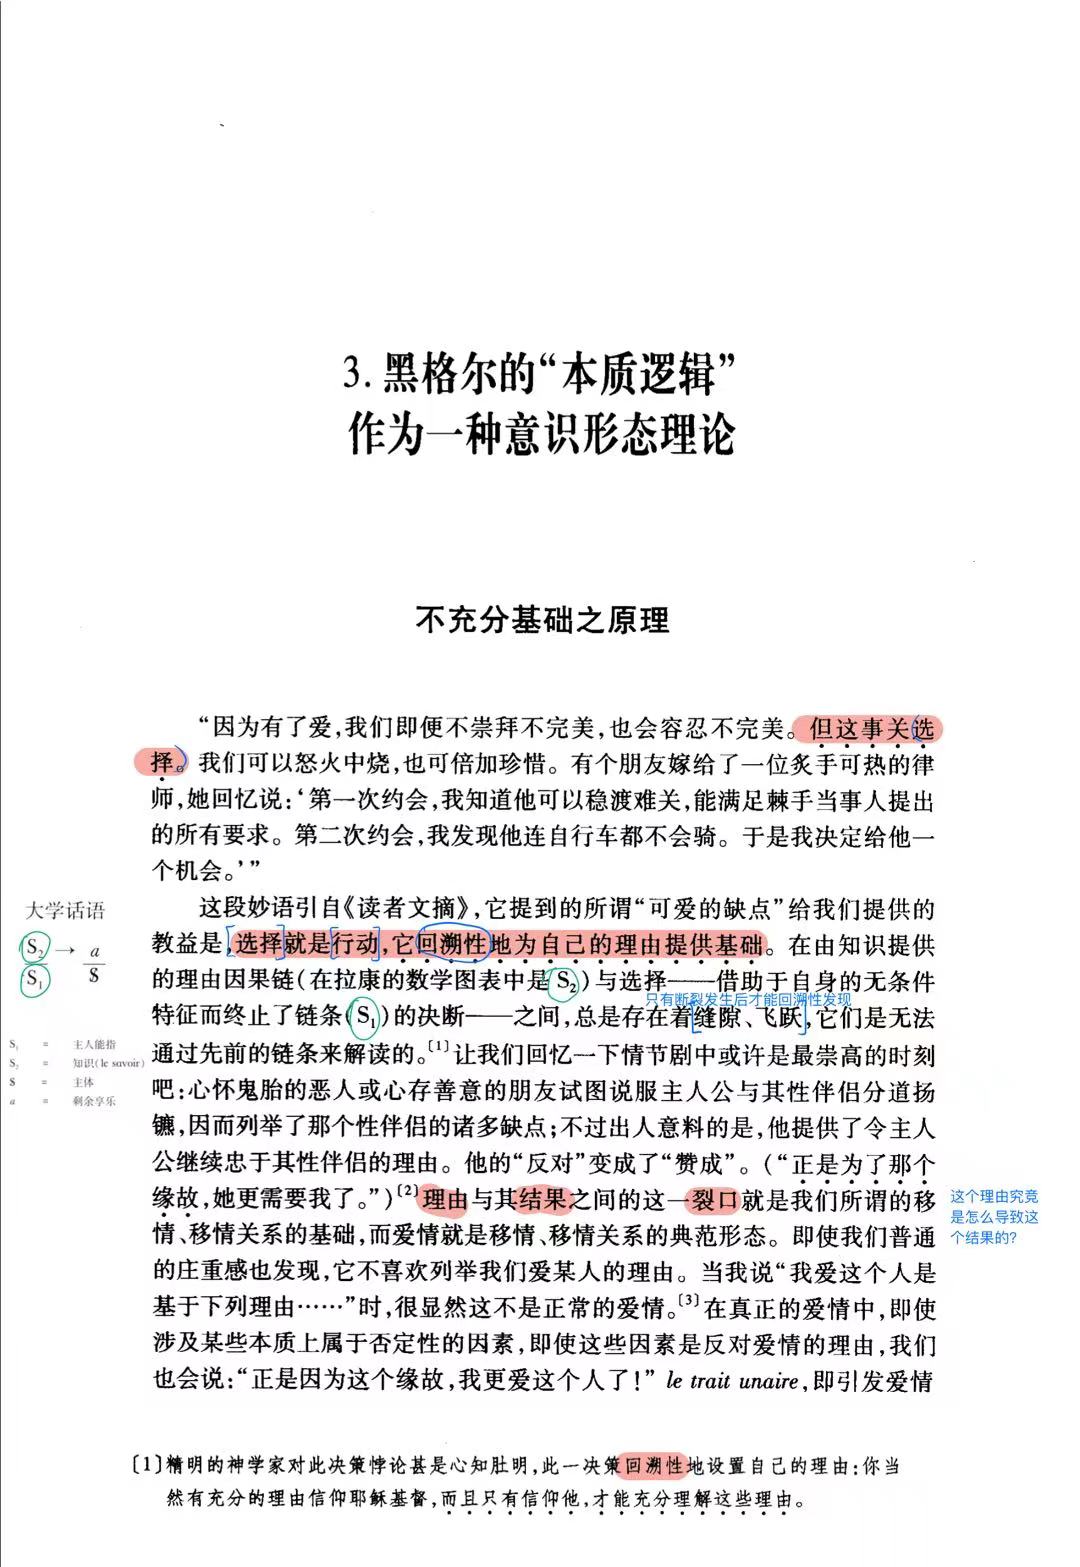 3. 黑格尔的“本质逻辑”
作为一种意识形态理论
不充分基础之原理
“因为有了爱，我们即便不崇拜不完美，也会容忍不完美。但这事关选
择。我们可以怒火中烧，也可倍加珍惜。有个朋友嫁给了一位炙手可热的律
师，她回忆说：‘第一次约会，我知道他可以稳渡难关，能满足棘手当事人提出
的所有要求。第二次约会，我发现他连自行车都不会骑。于是我决定给他一
个机会。’”
这段妙语引自《读者文摘》，它提到的所谓“可爱的缺点”给我们提供的
教益是，选择就是行动，它回溯性地为自己的理由提供基础。在由知识提供
的理由因果链（在拉康的数学图表中是S₂）与选择——借助于自身的无条件
只有断裂发生后才能回溯性发现
特征而终止了链条（S₁）的决断——之间，总是存在着缝隙、飞跃，它们是无法
通过先前的链条来解读的。〔1〕让我们回忆一下情节剧中或许是最崇高的时刻
吧：心怀鬼胎的恶人或心存善意的朋友试图说服主人公与其性伴侣分道扬
镳，因而列举了那个性伴侣的诸多缺点；不过出人意料的是，他提供了令主人
公继续忠于其性伴侣的理由。他的“反对”变成了“赞成”。（“正是为了那个
缘故，她更需要我了。”）〔2〕理由与其结果之间的这一裂口就是我们所谓的移
情、移情关系的基础，而爱情就是移情、移情关系的典范形态。即使我们普通
的庄重感也发现，它不喜欢列举我们爱某人的理由。当我说“我爱这个人是
基于下列理由……”时，很显然这不是正常的爱情。〔3〕在真正的爱情中，即使
涉及某些本质上属于否定性的因素，即使这些因素是反对爱情的理由，我们
也会说：“正是因为这个缘故，我更爱这个人了！” le trait unaire，即引发爱情
大学话语
S₂ → a
S₁ $
S₁ = 主人能指
S₂ = 知识（le savoir）
$ = 主体
a = 剩余享乐
这个理由究竟
是怎么导致这
个结果的？
〔1〕精明的神学家对此决策悖论甚是心知肚明，此一决策回溯性地设置自己的理由：你当
然有充分的理由信仰耶稣基督，而且只有信仰他，才能充分理解这些理由。